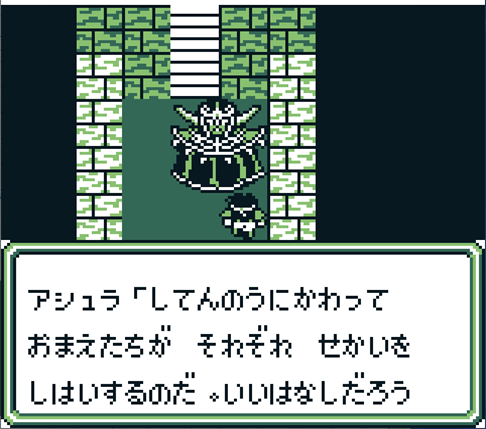 アシュラ「してんのうにかわって
おまえたちが　それぞれ　せかいを
しはいするのだ。いいはなしだろう